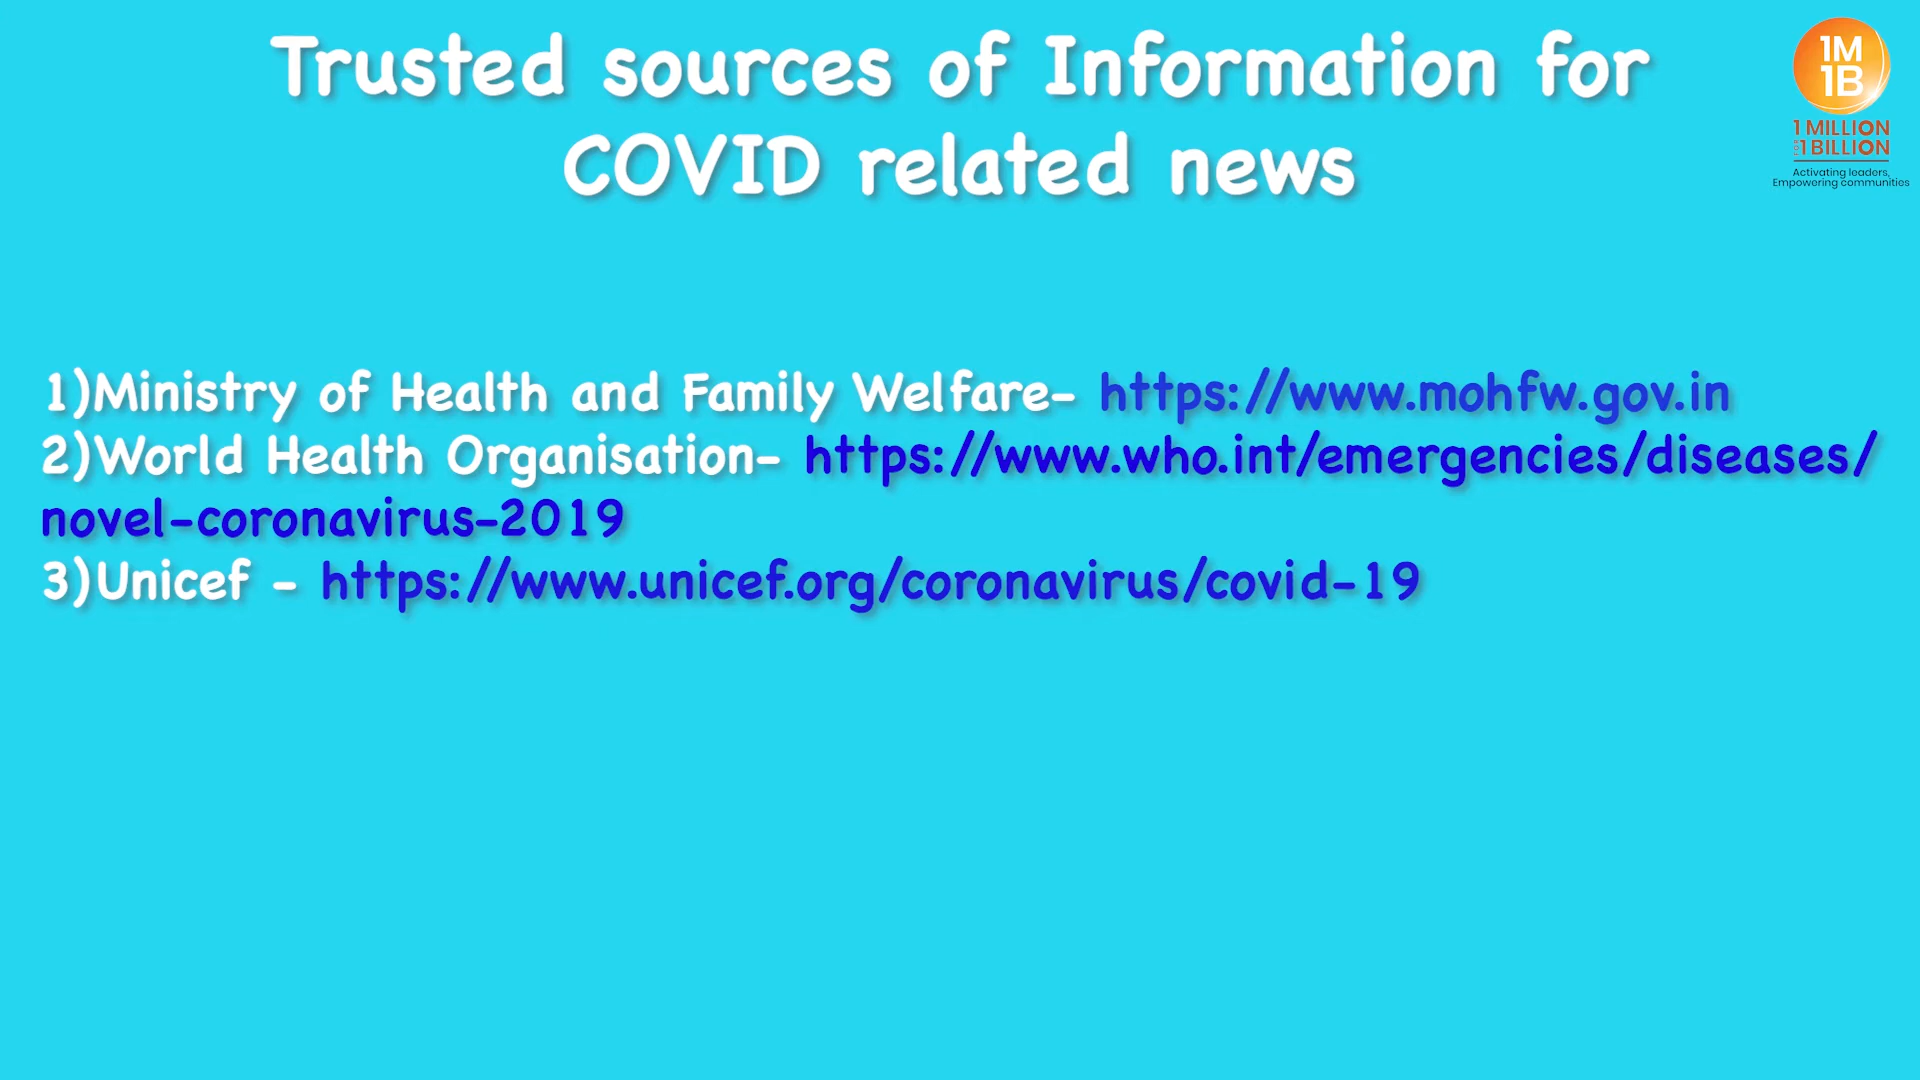 Trusted sources of Information for
COVID related news
1M
1B
1 MILLION
FOR 1 BILLION
Activating leaders,
Empowering communities
1)Ministry of Health and Family Welfare- https://www.mohfw.gov.in
2)World Health Organisation- https://www.who.int/emergencies/diseases/
novel-coronavirus-2019
3)Unicef - https://www.unicef.org/coronavirus/covid-19